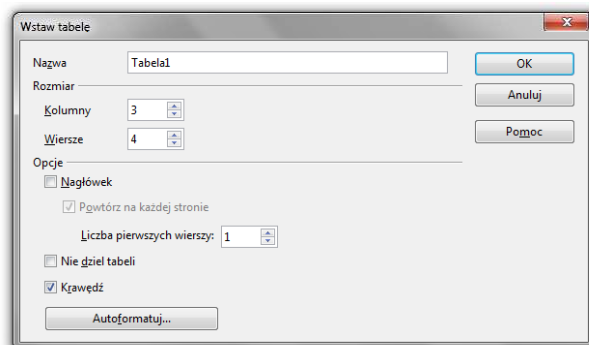 Wstaw tabelę
Nazwa Tabela1 OK
Rozmiar
Anuluj
Kolumny 3
Wiersze 4 Pomoc
Opcje
Nagłówek
Powtórz na każdej stronie
Liczba pierwszych wierszy: 1
Nie dziel tabeli
Krawędź
Autoformatuj...